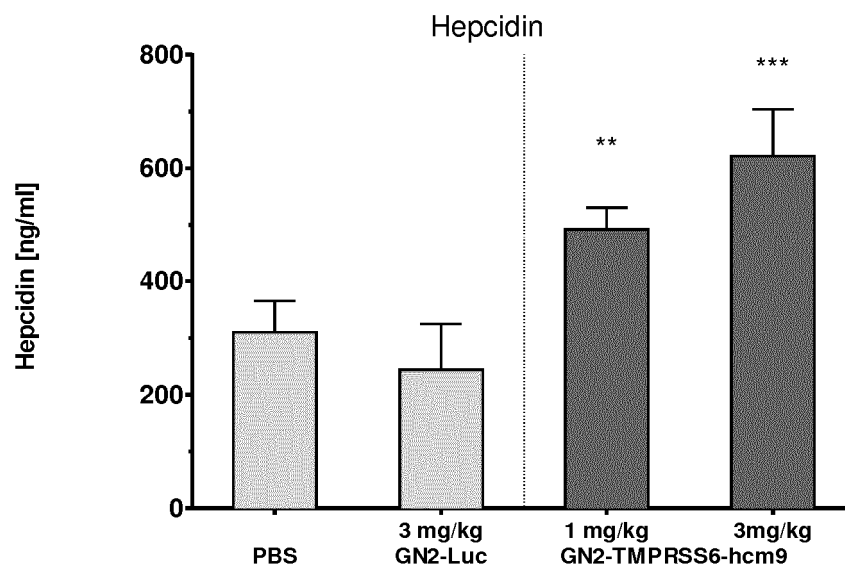 Hepcidin
Hepcidin [ng/ml]
800
600
400
200
0
**
***
3 mg/kg 1 mg/kg 3mg/kg
PBS GN2-Luc GN2-TMPRSS6-hcm9